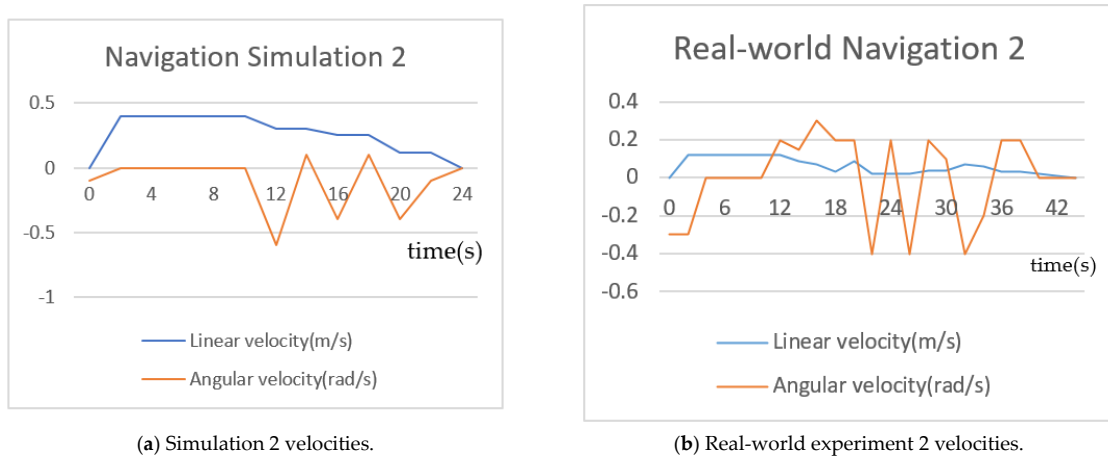 Navigation Simulation 2
0.5
0
-0.5
-1
0 4 8 12 16 20 24
time(s)
Linear velocity(m/s)
Angular velocity(rad/s)
(a) Simulation 2 velocities.
Real-world Navigation 2
0.4
0.2
0
-0.2
-0.4
-0.6
0 6 12 18 24 30 36 42
time(s)
Linear velocity(m/s)
Angular velocity(rad/s)
(b) Real-world experiment 2 velocities.